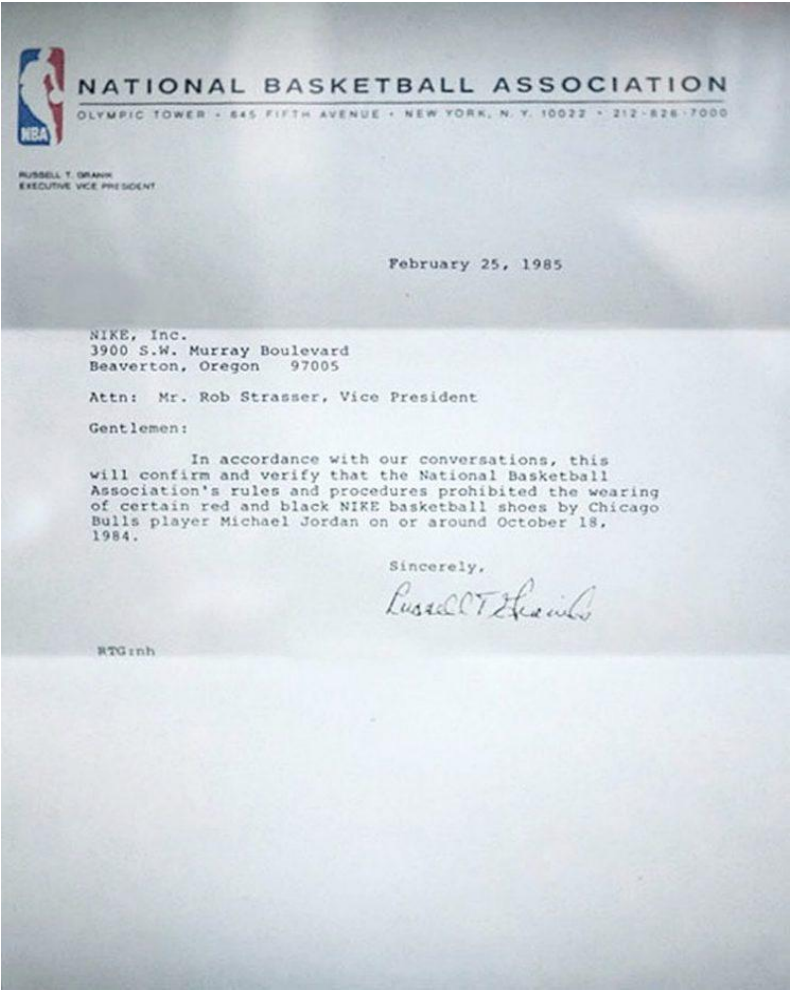 NATIONAL BASKETBALL ASSOCIATION
OLYMPIC TOWER • 645 FIFTH AVENUE • NEW YORK, N. Y. 10022 • 212-826-7000
NBA
RUSSELL T. GRANIK
EXECUTIVE VICE PRESIDENT
February 25, 1985
NIKE, Inc.
3900 S.W. Murray Boulevard
Beaverton, Oregon 97005
Attn: Mr. Rob Strasser, Vice President
Gentlemen:
In accordance with our conversations, this
will confirm and verify that the National Basketball
Association's rules and procedures prohibited the wearing
of certain red and black NIKE basketball shoes by Chicago
Bulls player Michael Jordan on or around October 18,
1984.
Sincerely,
Russell T Granik
RTG:nh